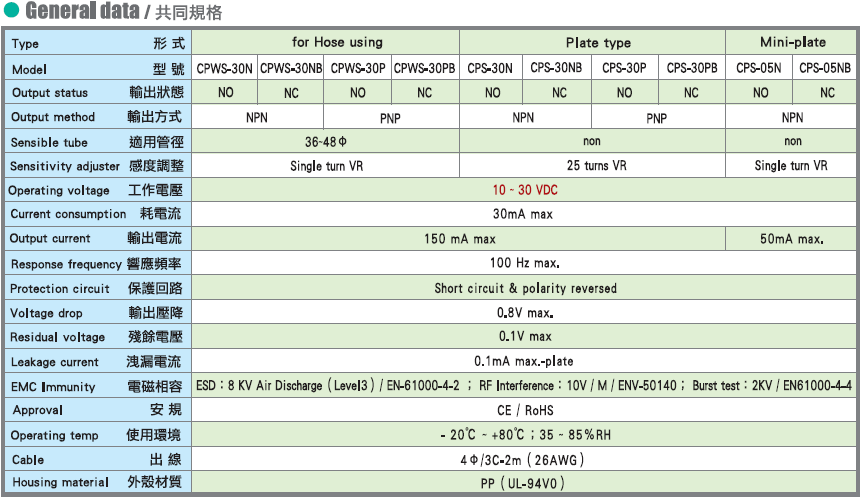 General data / 共同規格
Type 形 式 for Hose using Plate type Mini-plate
Model 型 號 CPWS-30N CPWS-30NB CPWS-30P CPWS-30PB CPS-30N CPS-30NB CPS-30P CPS-30PB CPS-05N CPS-05NB
Output status 輸出狀態 NO NC NO NC NO NC NO NC NO NC
Output method 輸出方式 NPN PNP NPN PNP NPN
Sensible tube 適用管徑 36~48Φ non non
Sensitivity adjuster 感度調整 Single turn VR 25 turns VR Single turn VR
Operating voltage 工作電壓 10 ~ 30 VDC
Current consumption 耗電流 30mA max
Output current 輸出電流 150 mA max 50mA max.
Response frequency 響應頻率 100 Hz max.
Protection circuit 保護回路 Short circuit & polarity reversed
Voltage drop 輸出壓降 0.8V max.
Residual voltage 殘餘電壓 0.1V max
Leakage current 洩漏電流 0.1mA max.-plate
EMC Immunity 電磁相容 ESD：8 KV Air Discharge ( Level3 ) / EN-61000-4-2 ； RF Interference：10V / M / ENV-50140； Burst test：2KV / EN61000-4-4
Approval 安 規 CE / RoHS
Operating temp 使用環境 - 20℃ ~ +80℃；35 ~ 85%RH
Cable 出 線 4Φ/3C-2m ( 26AWG )
Housing material 外殼材質 PP ( UL-94V0 )